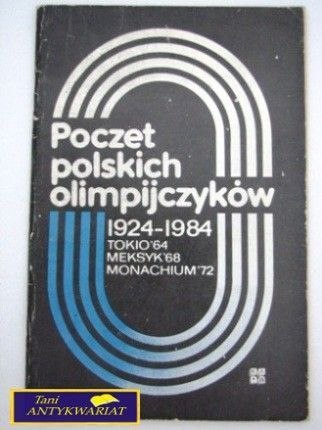 Poczet
polskich
olimpijczyków
1924-1984
TOKIO'64
MEKSYK'68
MONACHIUM'72
Tani
ANTYKWARIAT